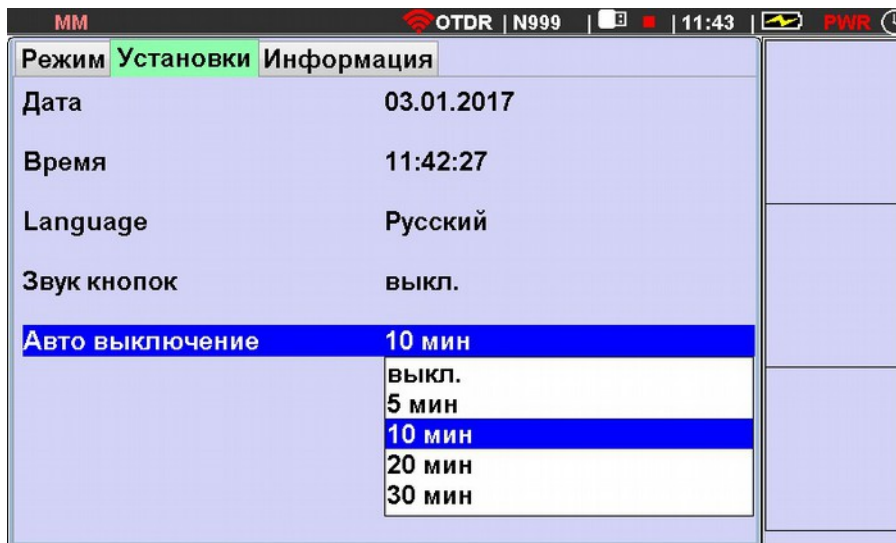 MM OTDR | N999 | | 11:43 | PWR
Режим Установки Информация
Дата 03.01.2017
Время 11:42:27
Language Русский
Звук кнопок выкл.
Авто выключение 10 мин
выкл.
5 мин
10 мин
20 мин
30 мин